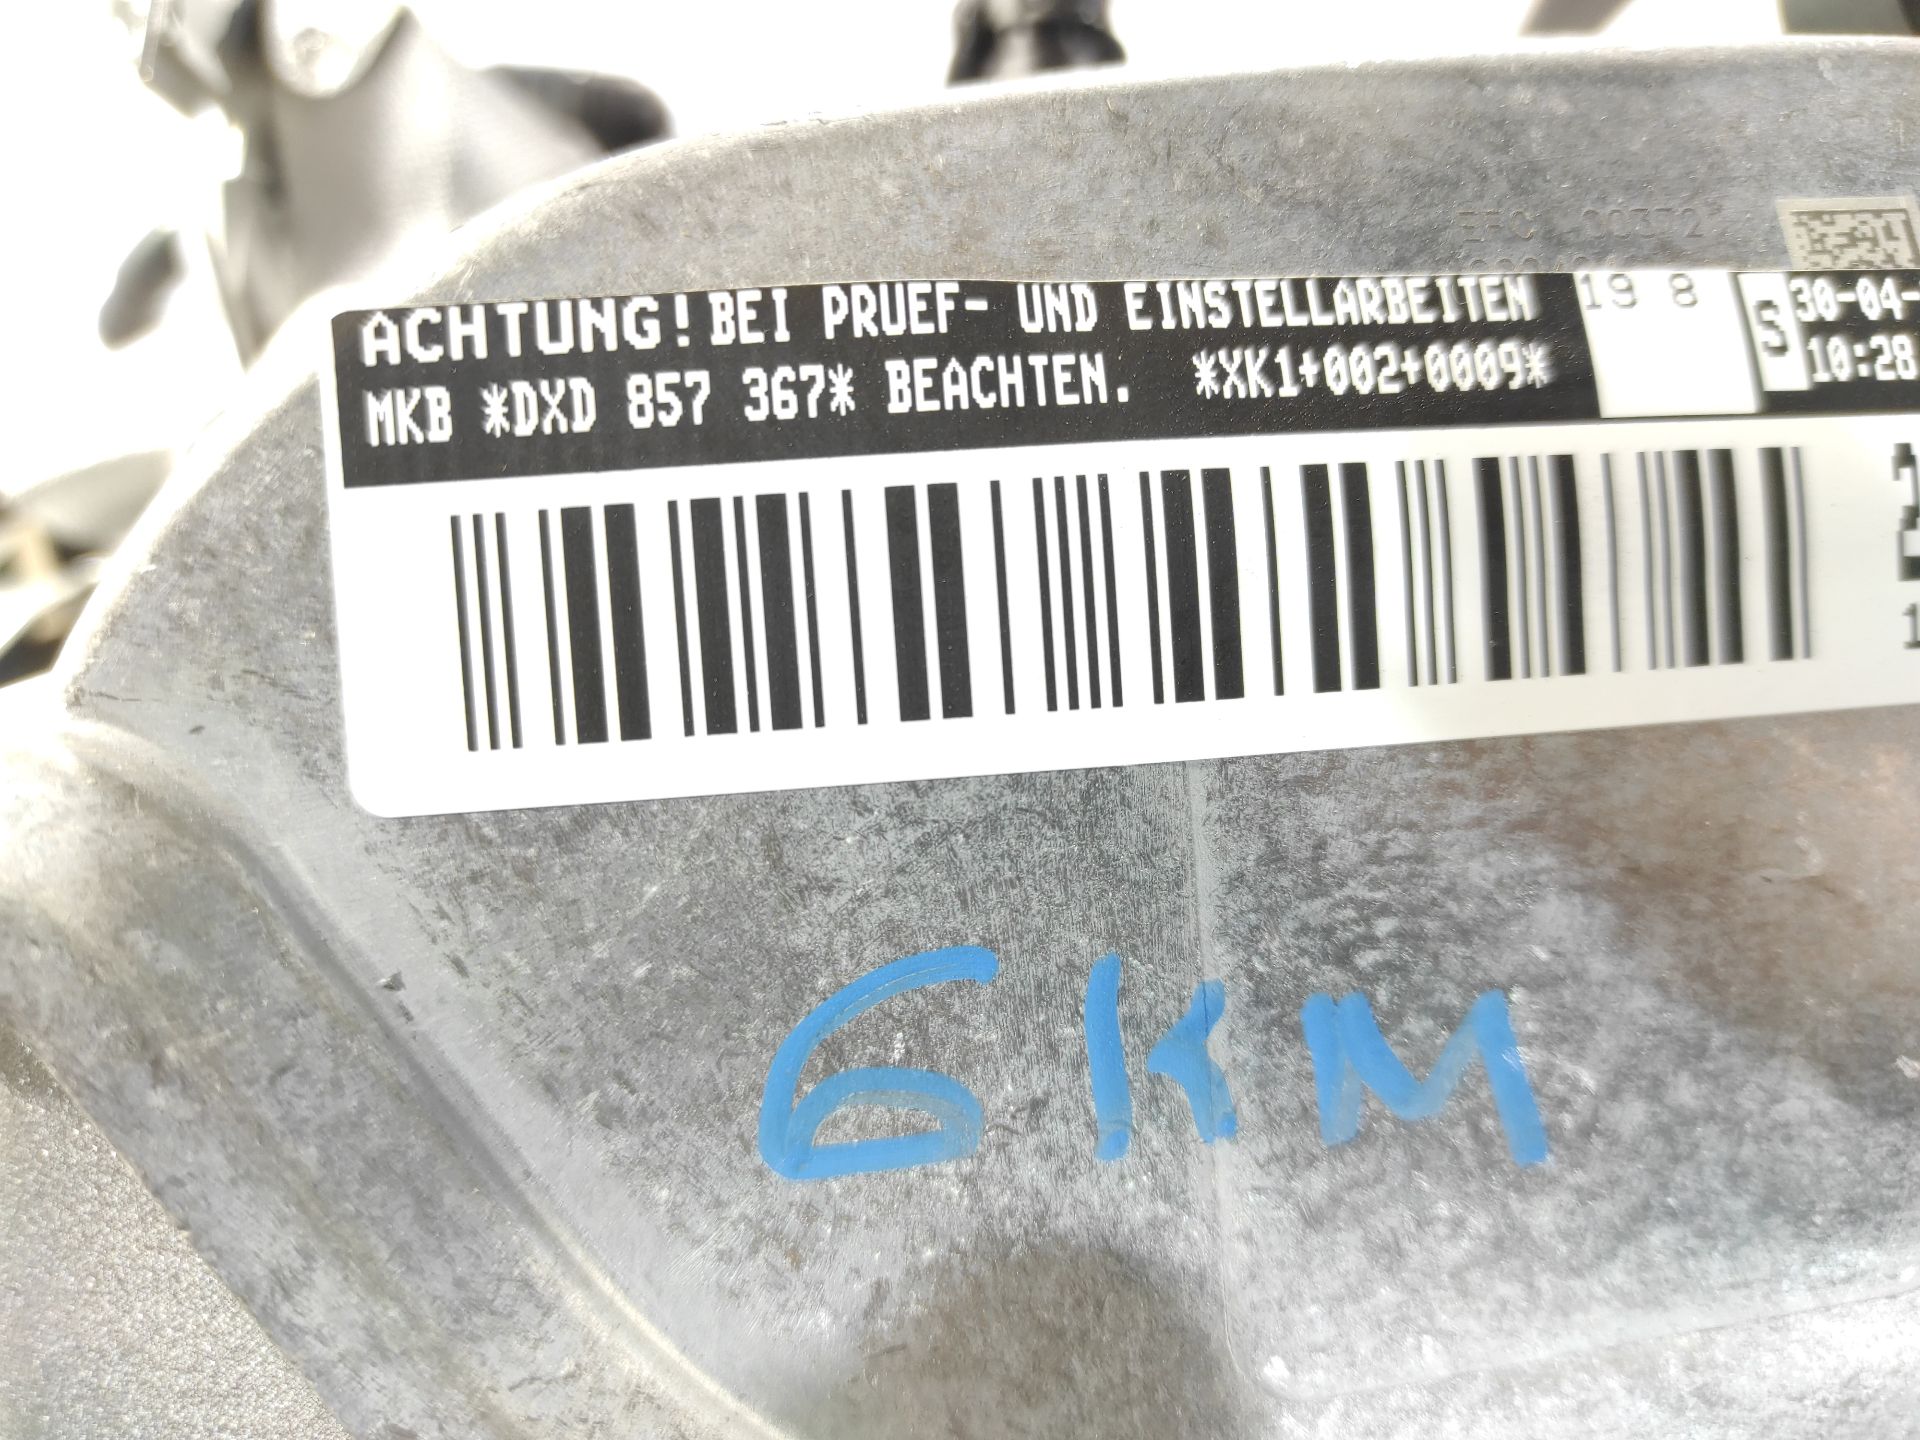 00372
ACHTUNG! BEI PRUEF- UND EINSTELLARBEITEN 19 8 S 30-04-
MKB *DXD 857 367* BEACHTEN. *XK1+002+0009* 10:28
6KM